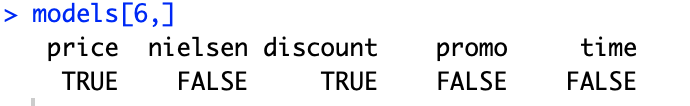 > models[6,]
price nielsen discount promo time
TRUE FALSE TRUE FALSE FALSE